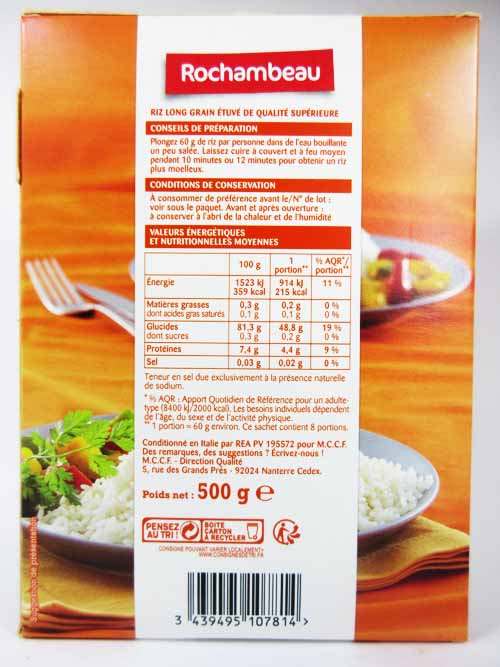 Rochambeau
RIZ LONG GRAIN ÉTUVÉ DE QUALITÉ SUPÉRIEURE
CONSEILS DE PRÉPARATION
Plongez 60 g de riz par personne dans de l'eau bouillante
un peu salée. Laissez cuire à couvert et à feu moyen
pendant 10 minutes ou 12 minutes pour obtenir un riz
plus moelleux.
CONDITIONS DE CONSERVATION
À consommer de préférence avant le/N° de lot :
voir sous le paquet. Avant et après ouverture :
à conserver à l'abri de la chaleur et de l'humidité
VALEURS ÉNERGÉTIQUES
ET NUTRITIONNELLES MOYENNES
100 g 1 portion** % AQR*/portion**
Énergie 1523 kJ 914 kJ 11 %
359 kcal 215 kcal
Matières grasses 0,3 g 0,2 g 0 %
dont acides gras saturés 0,1 g 0,1 g 0 %
Glucides 81,3 g 48,8 g 19 %
dont sucres 0,3 g 0,2 g 0 %
Protéines 7,4 g 4,4 g 9 %
Sel 0,03 g 0,02 g 0 %
Teneur en sel due exclusivement à la présence naturelle
de sodium.
* % AQR : Apport Quotidien de Référence pour un adulte-
type (8400 kJ/2000 kcal). Les besoins individuels dépendent
de l'âge, du sexe et de l'activité physique.
** 1 portion = 60 g environ. Ce sachet contient 8 portions.
Conditionné en Italie par REA PV 195572 pour M.C.C.F.
Des remarques, des suggestions ? Écrivez-nous !
M.C.C.F. - Direction Qualité
5, rue des Grands Prés - 92024 Nanterre Cedex.
Poids net : 500 g e
PENSEZ AU TRI !
BOITE CARTON À RECYCLER
CONSIGNE POUVANT VARIER LOCALEMENT>
WWW.CONSIGNESDETRI.FR
3 439495 107814 >
Suggestion de présentation